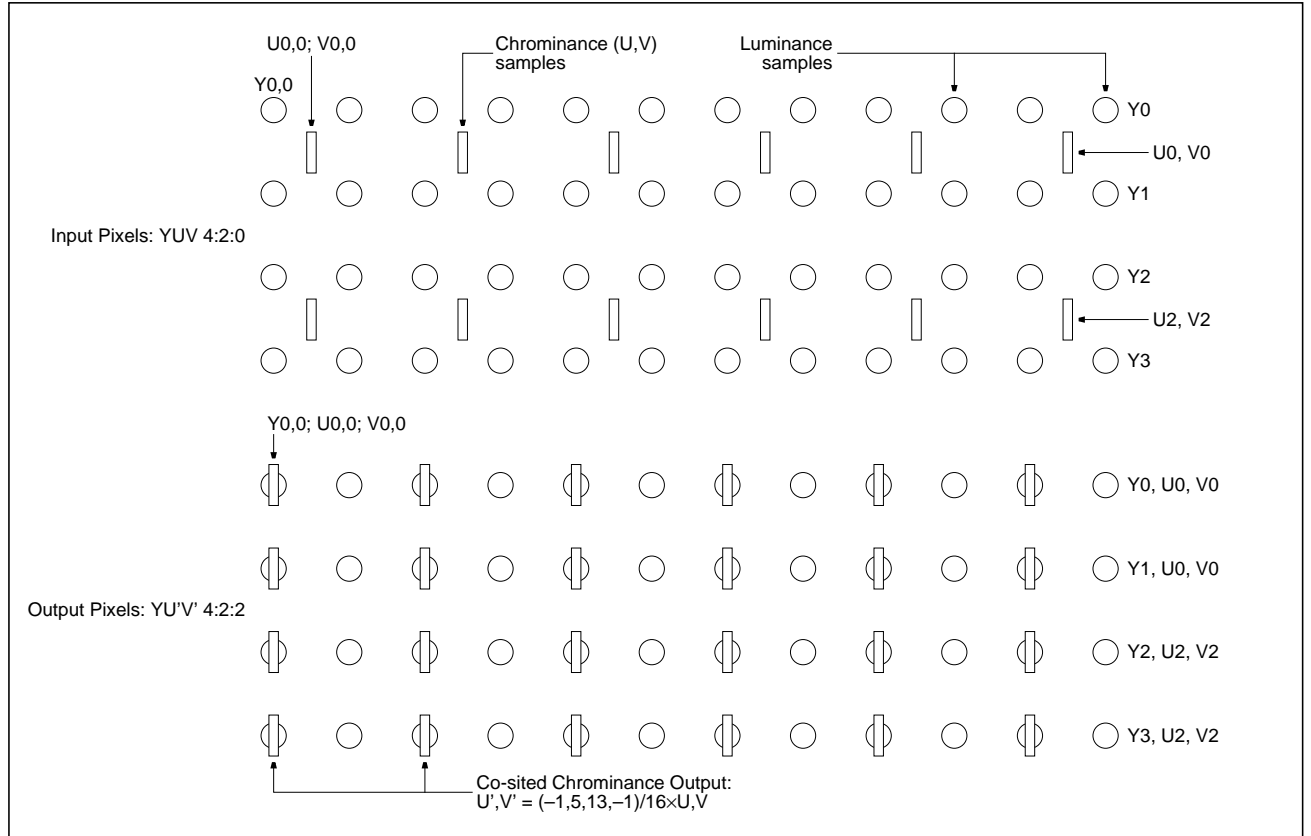 U0,0; V0,0
Chrominance (U,V)
samples
Luminance
samples
Y0,0
Y0
U0, V0
Y1
Input Pixels: YUV 4:2:0
Y2
U2, V2
Y3
Y0,0; U0,0; V0,0
Y0, U0, V0
Y1, U0, V0
Output Pixels: YU'V' 4:2:2
Y2, U2, V2
Y3, U2, V2
Co-sited Chrominance Output:
U',V' = (–1,5,13,–1)/16×U,V